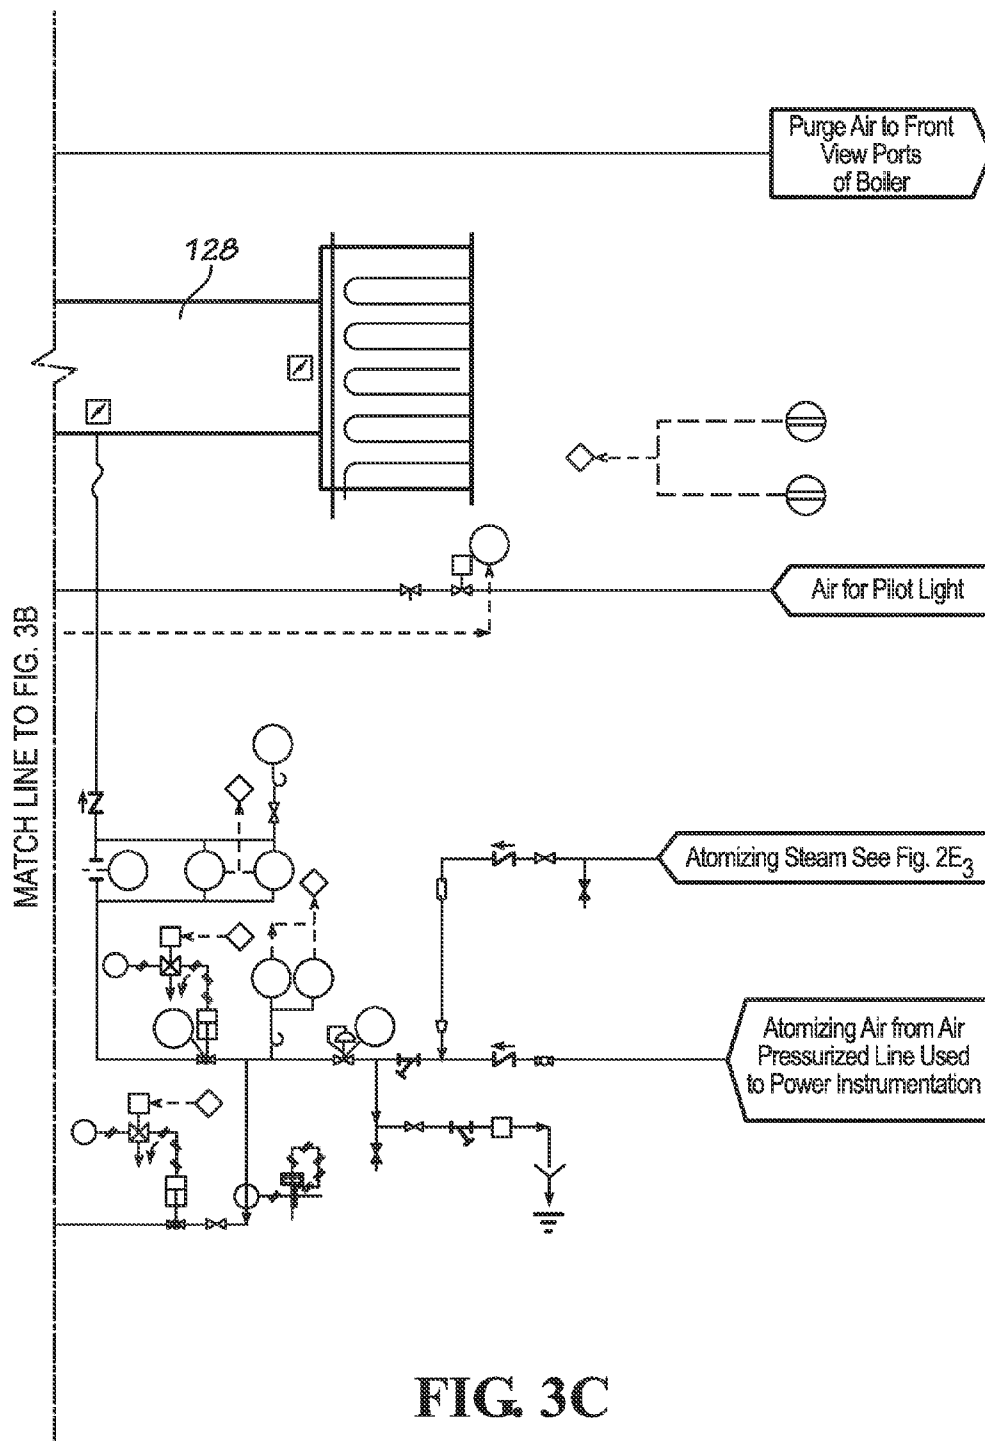 Purge Air to Front
View Ports
of Boiler
128
Air for Pilot Light
MATCH LINE TO FIG. 3B
Atomizing Steam See Fig. 2E3
Atomizing Air from Air
Pressurized Line Used
to Power Instrumentation
FIG. 3C